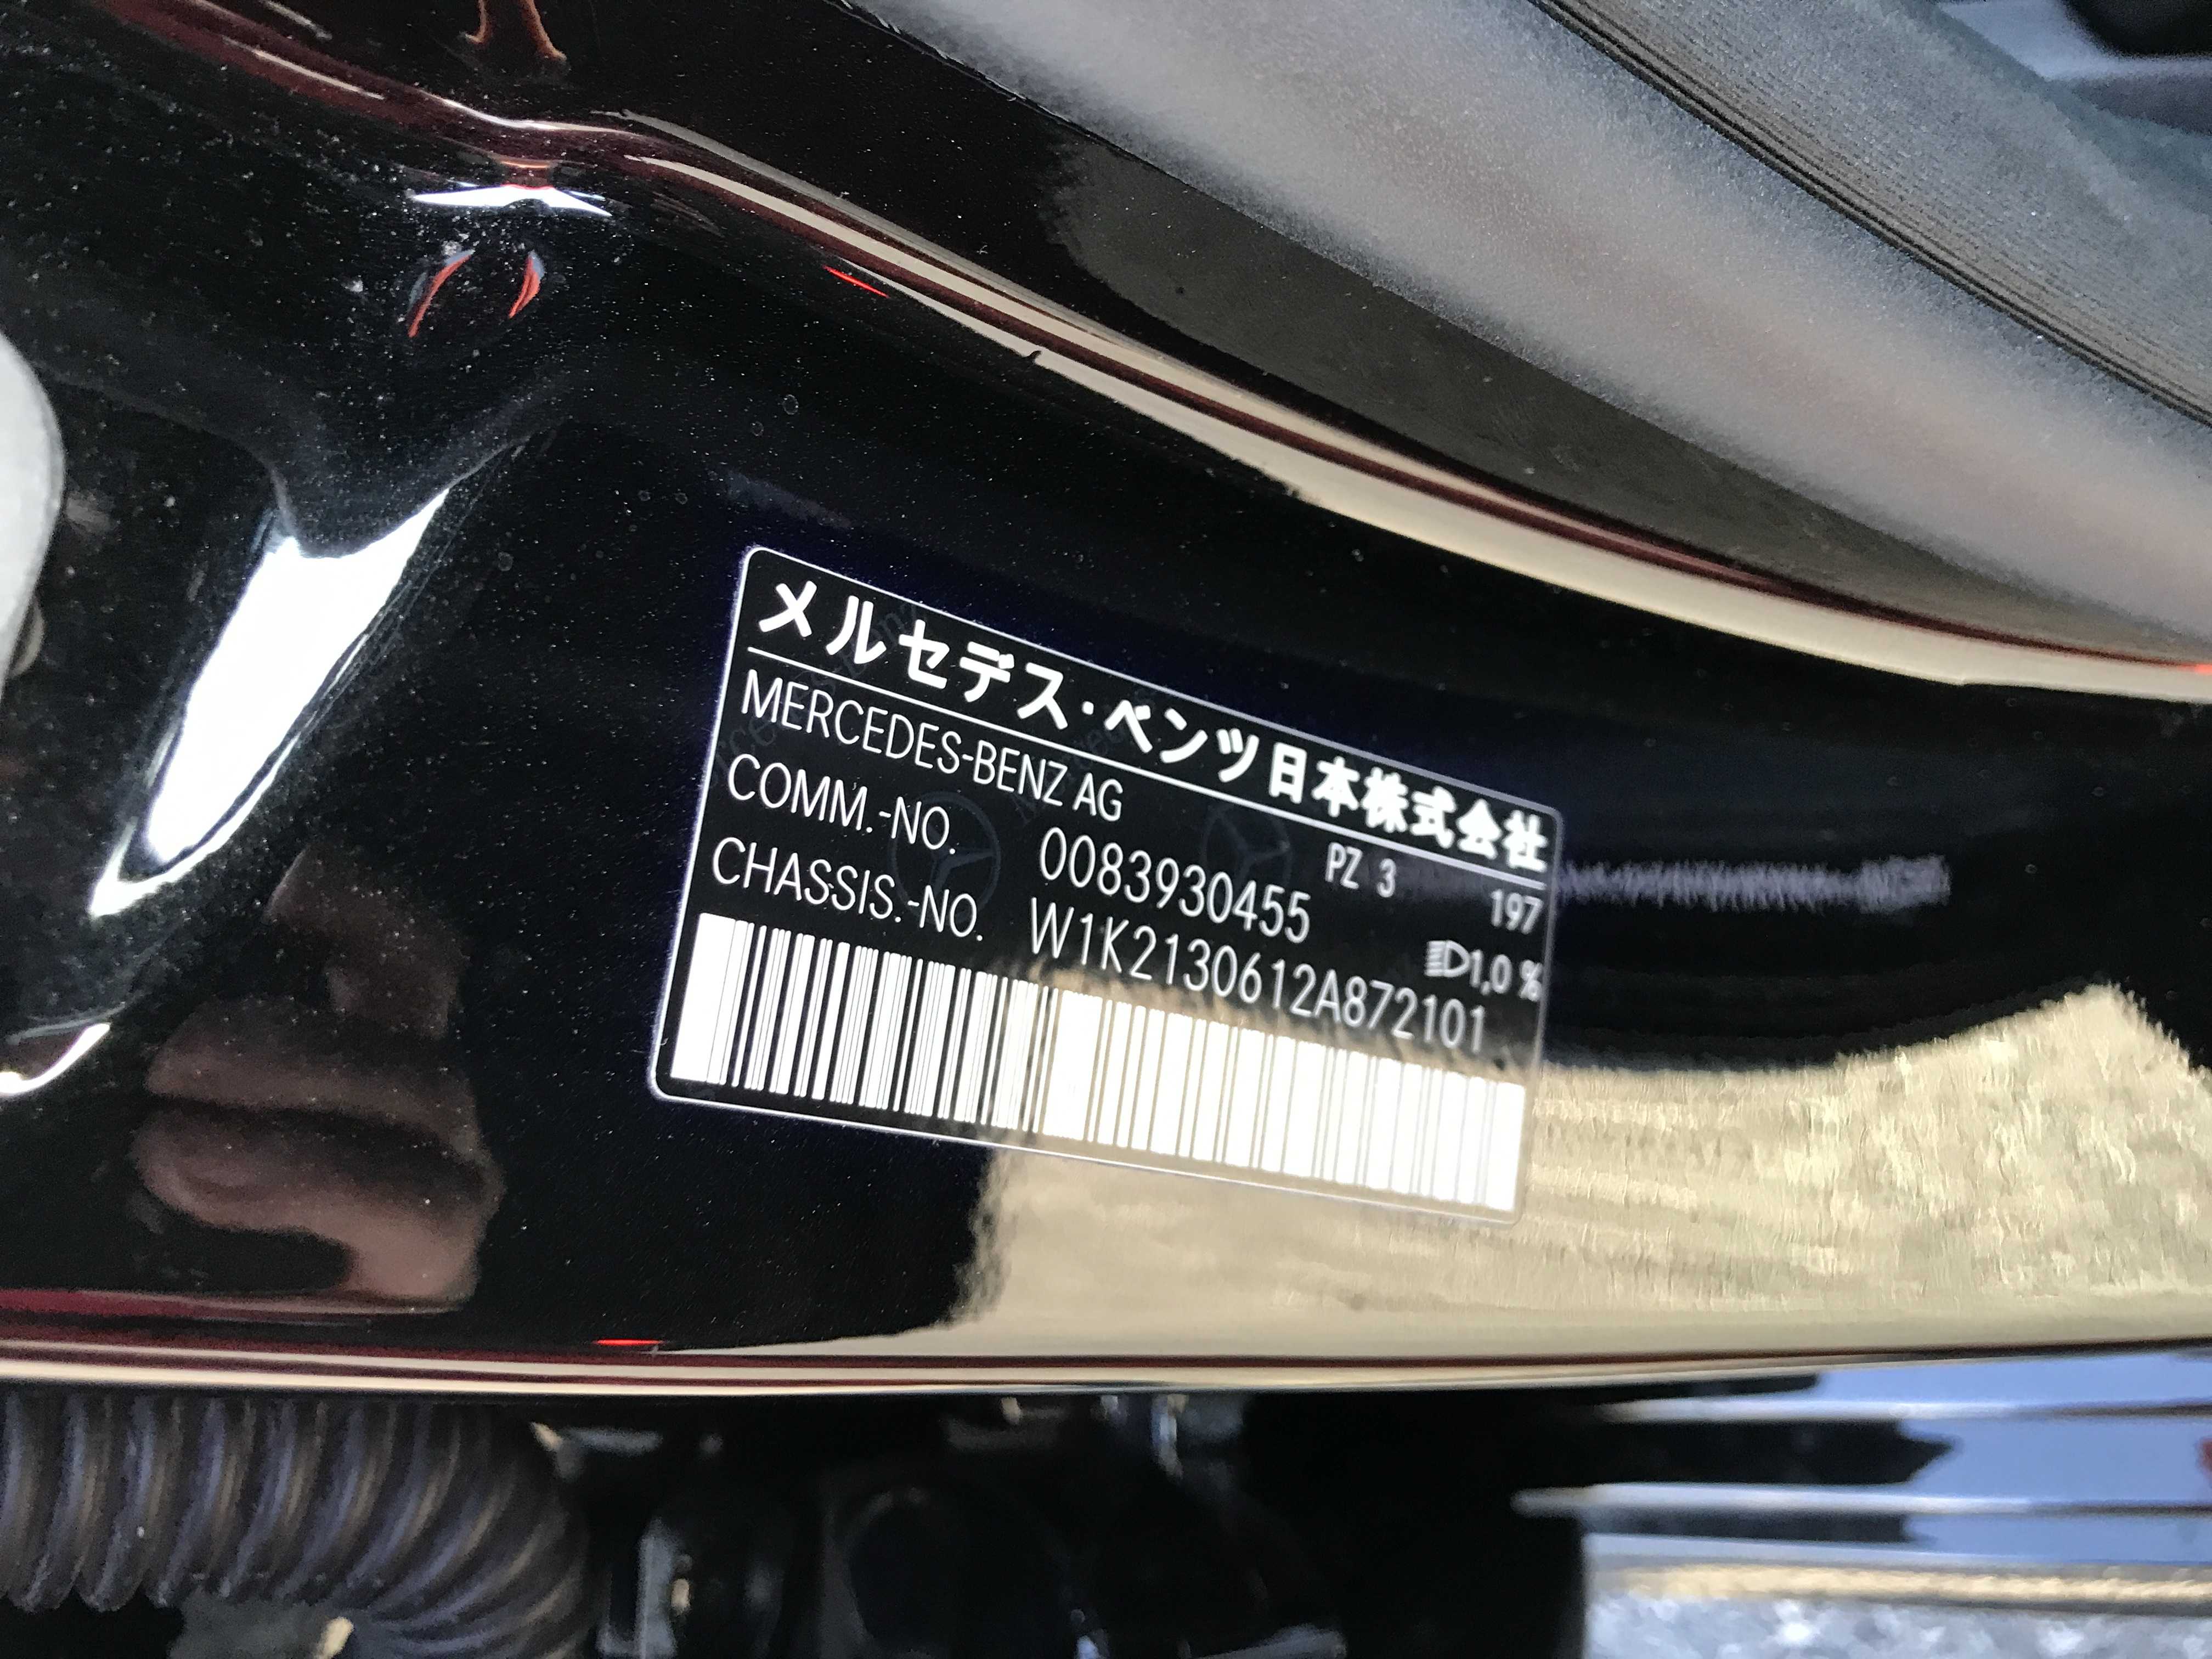 メルセデス・ベンツ日本株式会社
MERCEDES-BENZ AG PZ 3 197
COMM.-NO. 0083930455 1,0 %
CHASSIS.-NO. W1K2130612A872101